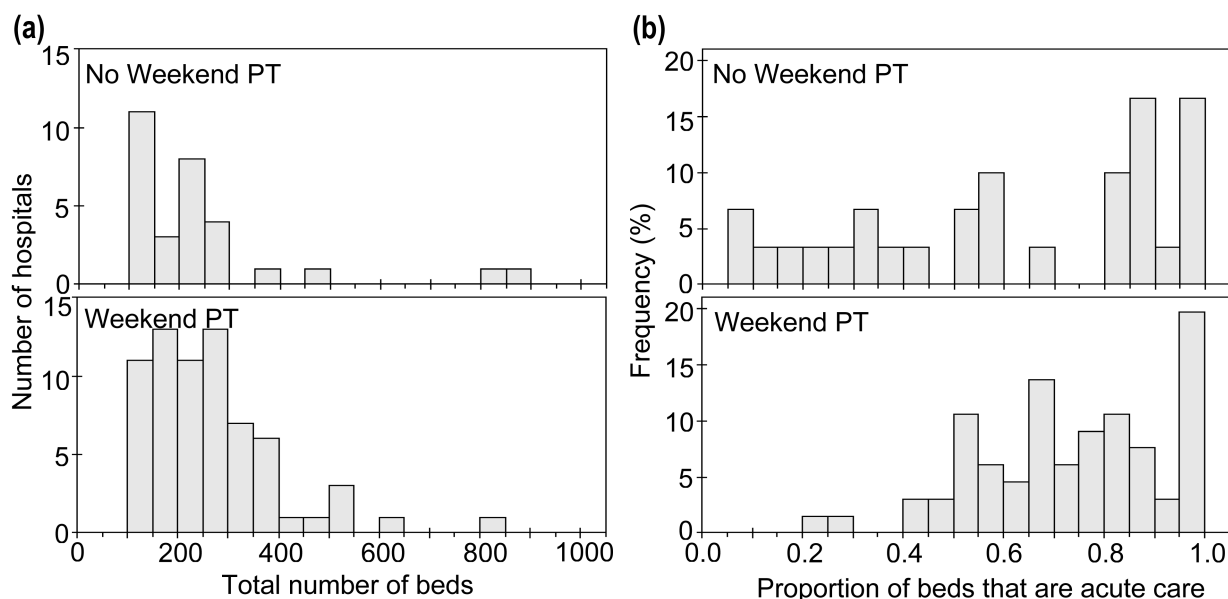 (a)
Number of hospitals
15
10
5
0
No Weekend PT
15
10
5
0
Weekend PT
0 200 400 600 800 1000
Total number of beds
(b)
Frequency (%)
20
15
10
5
0
No Weekend PT
20
15
10
5
0
Weekend PT
0.0 0.2 0.4 0.6 0.8 1.0
Proportion of beds that are acute care